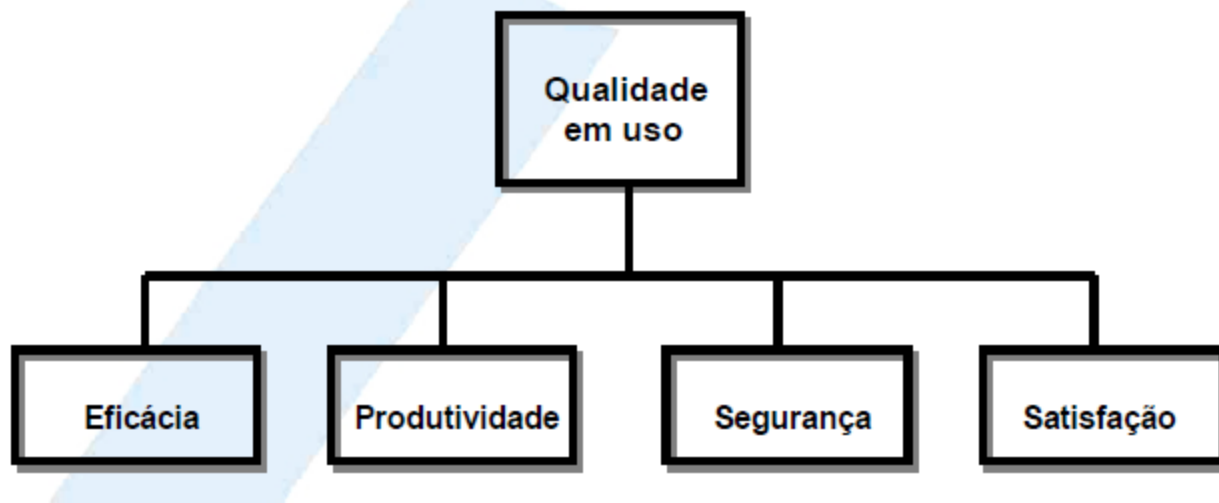 Qualidade
em uso
Eficácia
Produtividade
Segurança
Satisfação